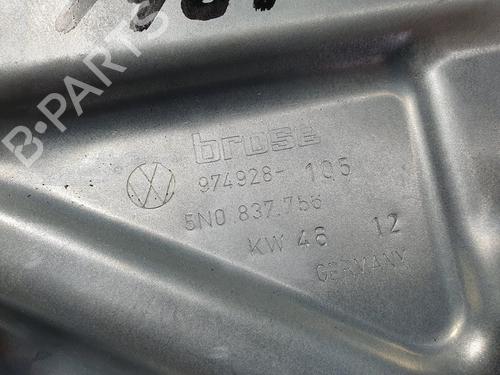 brose
974928- 105
5N0.837.756
KW 46 12
GERMANY
B-PARTS